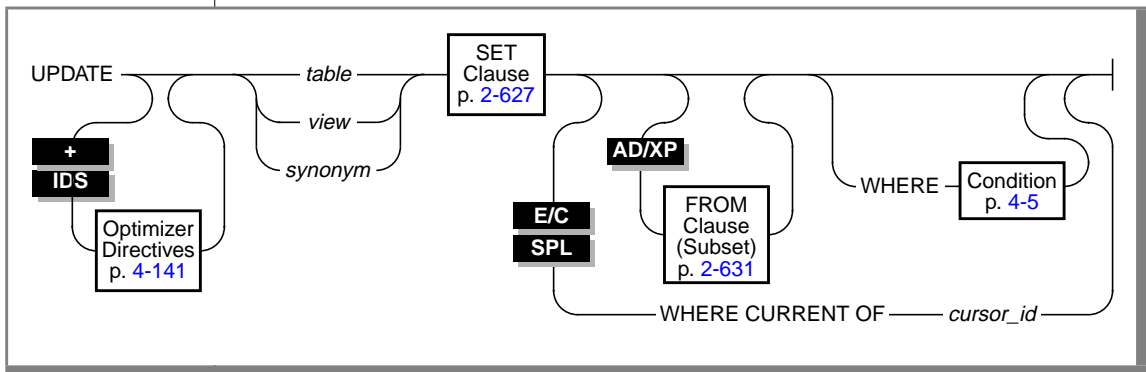 UPDATE
table
view
synonym
SET
Clause
p. 2-627
+
IDS
Optimizer
Directives
p. 4-141
E/C
SPL
AD/XP
FROM
Clause
(Subset)
p. 2-631
WHERE
Condition
p. 4-5
WHERE CURRENT OF
cursor_id